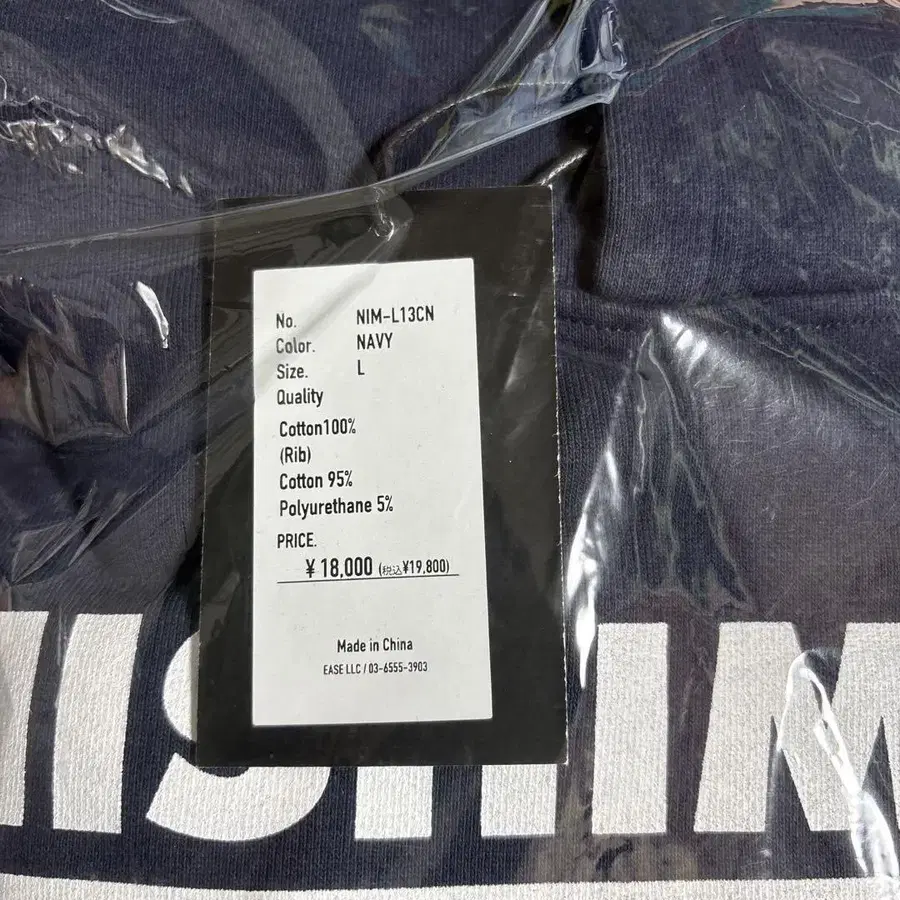 No. NIM-L13CN
Color. NAVY
Size. L
Quality
Cotton100%
(Rib)
Cotton 95%
Polyurethane 5%
PRICE.
¥18,000 (税込¥19,800)
Made in China
EASE LLC / 03-6555-3903